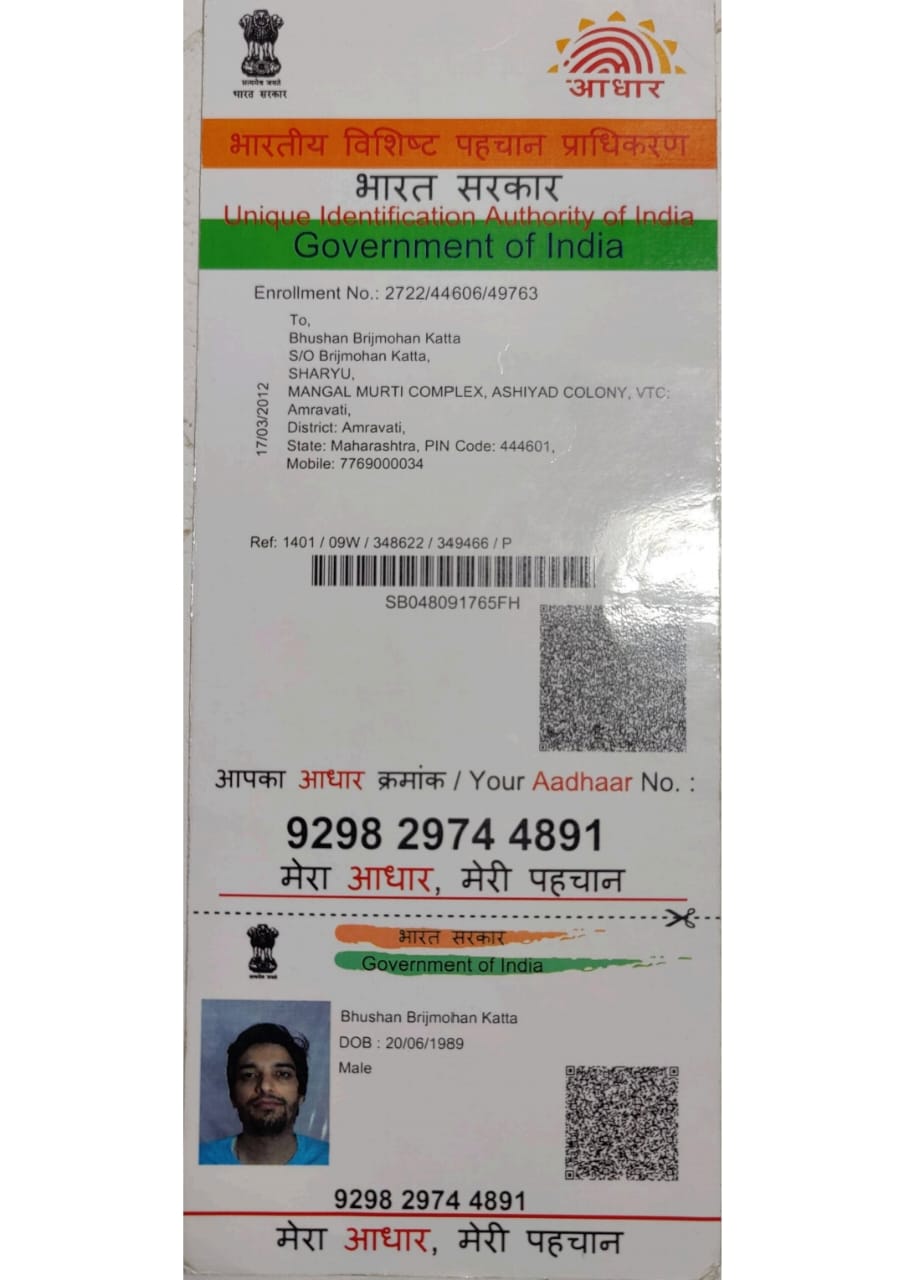 सत्यमेव जयते
भारत सरकार
आधार
भारतीय विशिष्ट पहचान प्राधिकरण
भारत सरकार
Unique Identification Authority of India
Government of India
Enrollment No.: 2722/44606/49763
To,
Bhushan Brijmohan Katta
S/O Brijmohan Katta,
SHARYU,
MANGAL MURTI COMPLEX, ASHIYAD COLONY, VTC:
Amravati,
District: Amravati,
State: Maharashtra, PIN Code: 444601,
Mobile: 7769000034
17/03/2012
Ref: 1401 / 09W / 348622 / 349466 / P
SB048091765FH
आपका आधार क्रमांक / Your Aadhaar No. :
9298 2974 4891
मेरा आधार, मेरी पहचान
भारत सरकार
Government of India
Bhushan Brijmohan Katta
DOB : 20/06/1989
Male
9298 2974 4891
मेरा आधार, मेरी पहचान